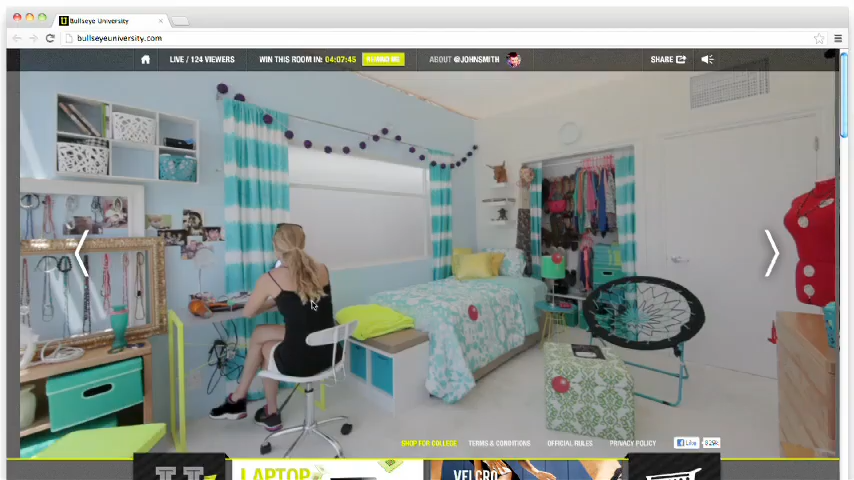 Bullseye University
bullseyeuniversity.com
LIVE / 124 VIEWERS
WIN THIS ROOM IN: 04:07:45
REMIND ME
ABOUT @JOHNSMITH
SHARE
SHOP FOR COLLEGE
TERMS & CONDITIONS
OFFICIAL RULES
PRIVACY POLICY
Like
LAPTOP
VELCRO